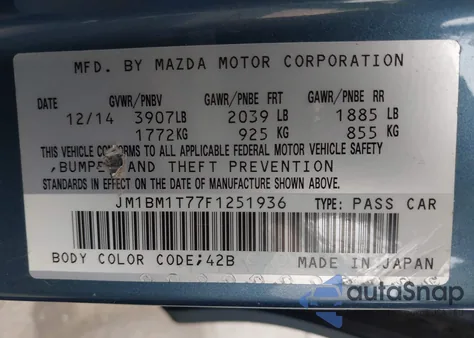 MFD. BY MAZDA MOTOR CORPORATION
DATE GVWR/PNBV GAWR/PNBE FRT GAWR/PNBE RR
12/14 3907LB 2039 LB 1885 LB
1772KG 925 KG 855 KG
THIS VEHICLE CONFORMS TO ALL APPLICABLE FEDERAL MOTOR VEHICLE SAFETY
,BUMPER AND THEFT PREVENTION
STANDARDS IN EFFECT ON THE DATE OF MANUFACTURE SHOWN ABOVE.
JM1BM1T77F1251936 TYPE: PASS CAR
BODY COLOR CODE;42B MADE IN JAPAN
autoSnap